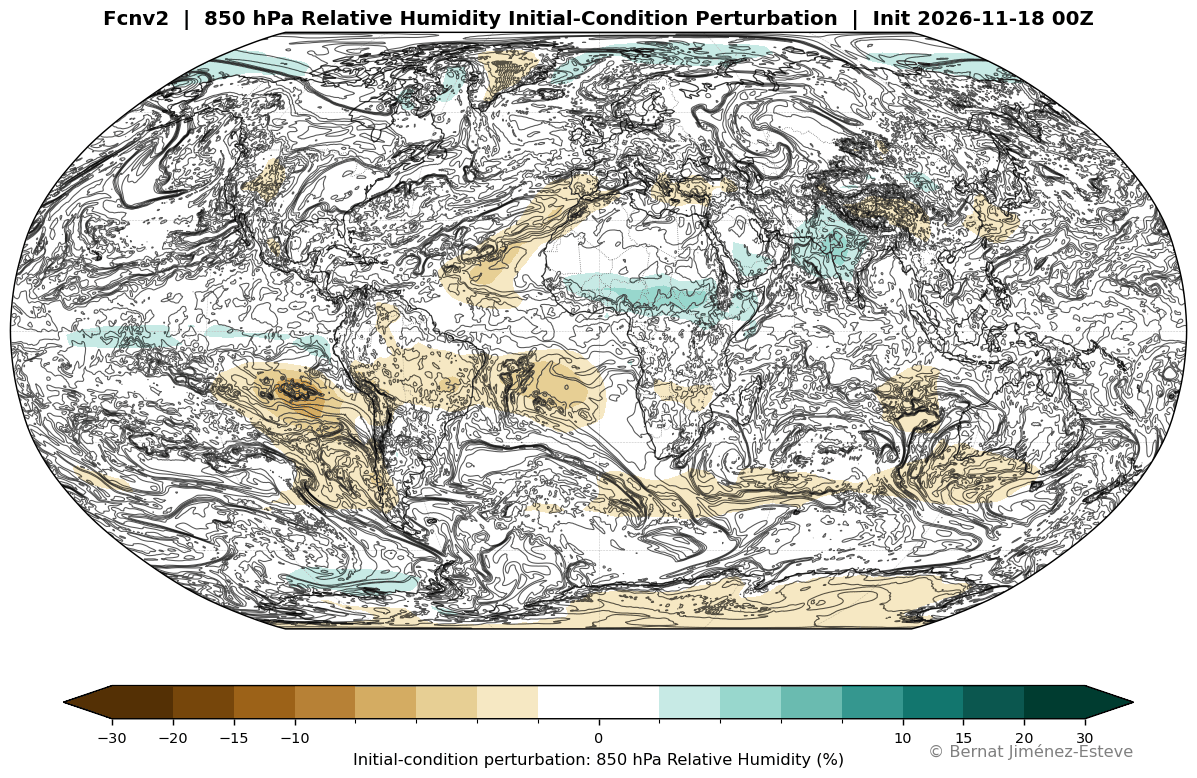 Fcnv2 | 850 hPa Relative Humidity Initial-Condition Perturbation | Init 2026-11-18 00Z
−30 −20 −15 −10 0 10 15 20 30
Initial-condition perturbation: 850 hPa Relative Humidity (%)
© Bernat Jiménez-Esteve